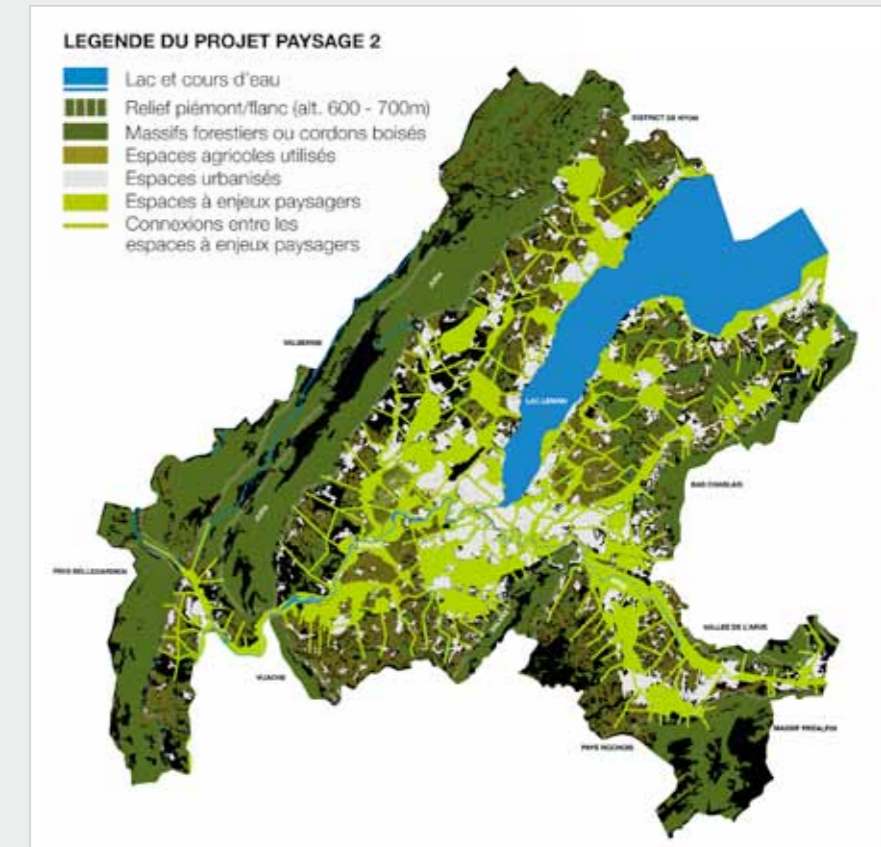 LEGENDE DU PROJET PAYSAGE 2
Lac et cours d'eau
Relief piémont/flanc (alt. 600 - 700m)
Massifs forestiers ou cordons boisés
Espaces agricoles utilisés
Espaces urbanisés
Espaces à enjeux paysagers
Connexions entre les
espaces à enjeux paysagers
DISTRICT DE NYON
VALSERINE
LAC LEMAN
BAS CHABLAIS
PAYS BELLEGARDIEN
VALLEE DE L'ARVE
VUACHE
MASSIF PREALPIN
PAYS ROCHOIS